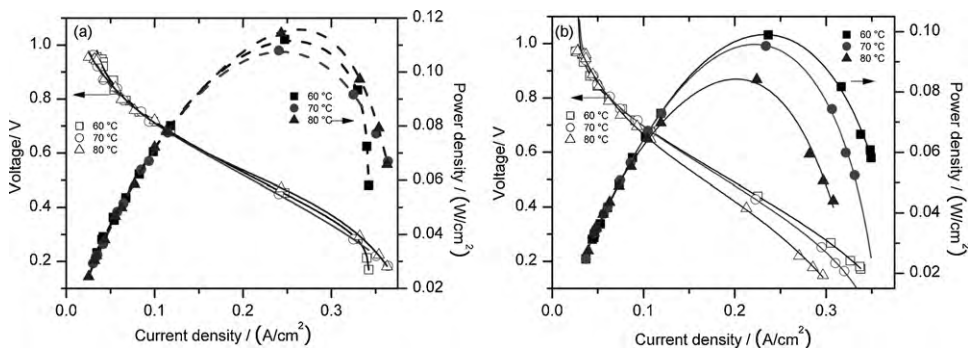 (a)
1.0
0.8
0.6
0.4
0.2
Voltage/ V
0.0
0.1
0.2
0.3
Current density / (A/cm²)
0.12
0.10
0.08
0.06
0.04
0.02
Power density / (W/cm²)
60 °C
70 °C
80 °C
60 °C
70 °C
80 °C
(b)
1.0
0.8
0.6
0.4
0.2
Voltage/ V
0.0
0.1
0.2
0.3
Current density / (A/cm²)
0.10
0.08
0.06
0.04
0.02
Power density / (W/cm²)
60 °C
70 °C
80 °C
60 °C
70 °C
80 °C